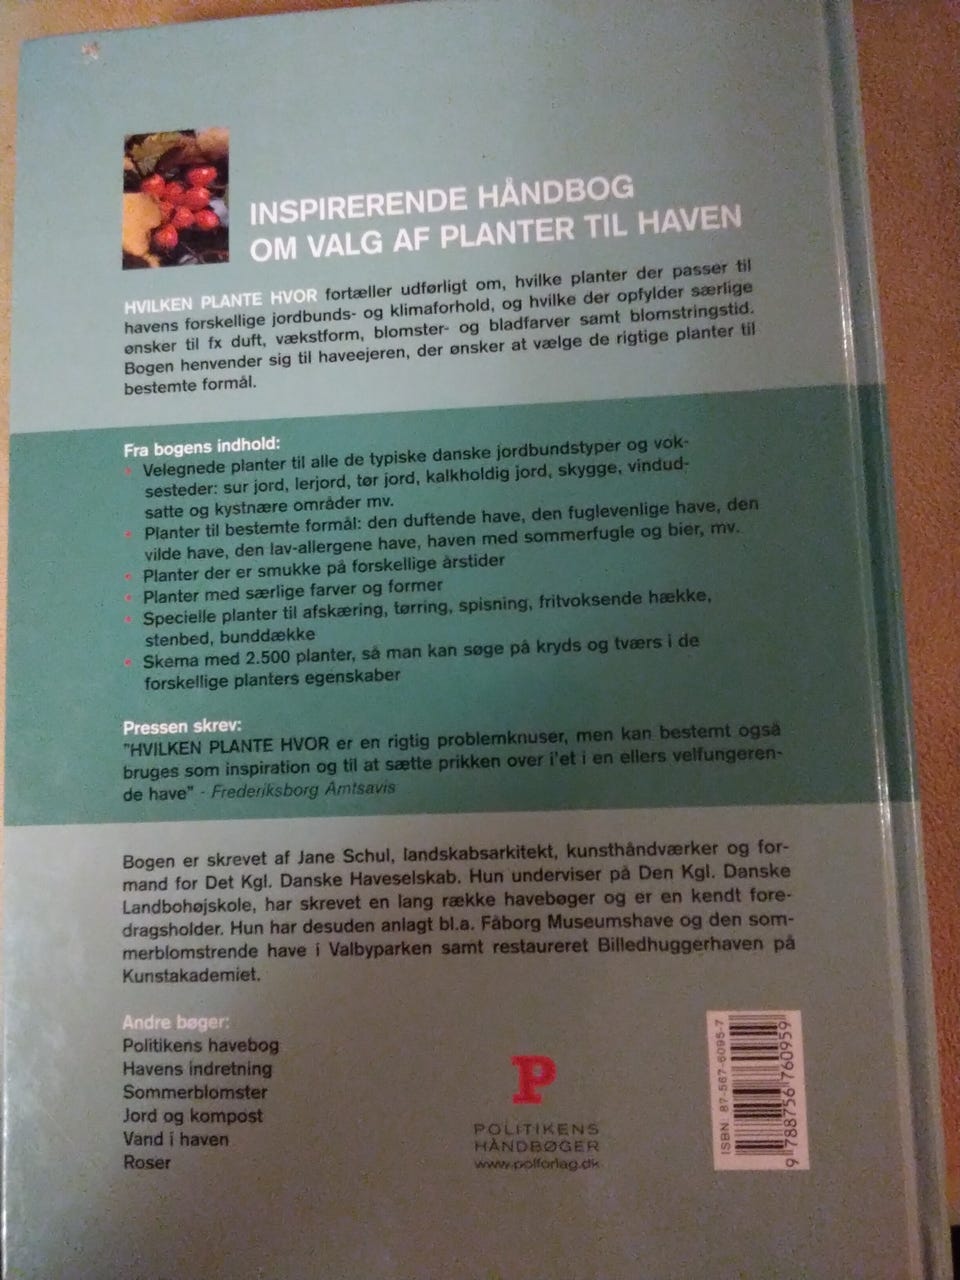 INSPIRERENDE HÅNDBOG
OM VALG AF PLANTER TIL HAVEN
HVILKEN PLANTE HVOR fortæller udførligt om, hvilke planter der passer til
havens forskellige jordbunds- og klimaforhold, og hvilke der opfylder særlige
ønsker til fx duft, vækstform, blomster- og bladfarver samt blomstringstid.
Bogen henvender sig til haveejeren, der ønsker at vælge de rigtige planter til
bestemte formål.
Fra bogens indhold:
• Velegnede planter til alle de typiske danske jordbundstyper og vok-
sesteder: sur jord, lerjord, tør jord, kalkholdig jord, skygge, vindud-
satte og kystnære områder mv.
• Planter til bestemte formål: den duftende have, den fuglevenlige have, den
vilde have, den lav-allergene have, haven med sommerfugle og bier, mv.
• Planter der er smukke på forskellige årstider
• Planter med særlige farver og former
• Specielle planter til afskæring, tørring, spisning, fritvoksende hække,
stenbed, bunddække
• Skema med 2.500 planter, så man kan søge på kryds og tværs i de
forskellige planters egenskaber
Pressen skrev:
"HVILKEN PLANTE HVOR er en rigtig problemknuser, men kan bestemt også
bruges som inspiration og til at sætte prikken over i'et i en ellers velfungeren-
de have" - Frederiksborg Amtsavis
Bogen er skrevet af Jane Schul, landskabsarkitekt, kunsthåndværker og for-
mand for Det Kgl. Danske Haveselskab. Hun underviser på Den Kgl. Danske
Landbohøjskole, har skrevet en lang række havebøger og er en kendt fore-
dragsholder. Hun har desuden anlagt bl.a. Fåborg Museumshave og den som-
merblomstrende have i Valbyparken samt restaureret Billedhuggerhaven på
Kunstakademiet.
Andre bøger:
Politikens havebog
Havens indretning
Sommerblomster
Jord og kompost
Vand i haven
Roser
P
POLITIKENS
HÅNDBØGER
www.polforlag.dk
ISBN: 87-567-6095-7
9 788756 760959